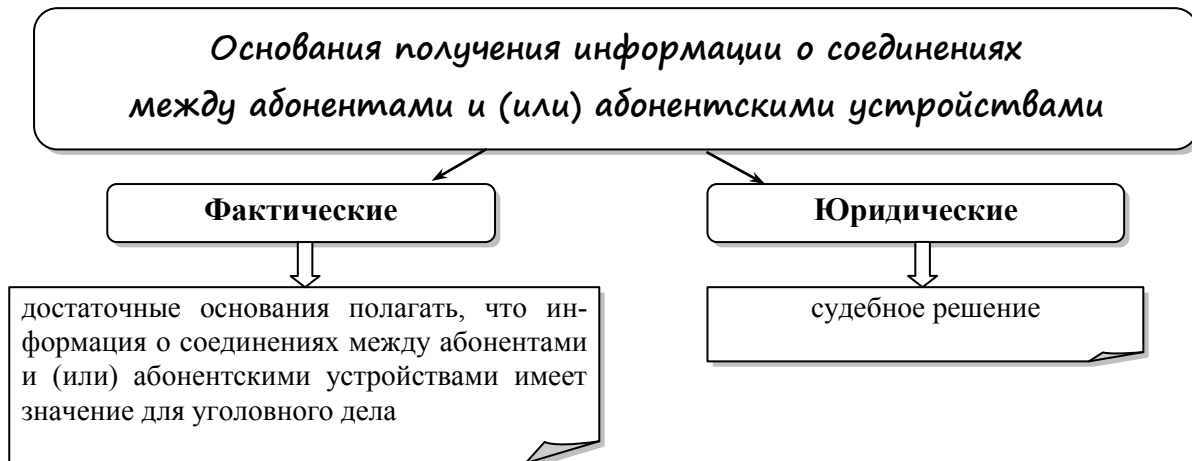 Основания получения информации о соединениях
между абонентами и (или) абонентскими устройствами
Фактические
Юридические
достаточные основания полагать, что ин-
формация о соединениях между абонентами
и (или) абонентскими устройствами имеет
значение для уголовного дела
судебное решение